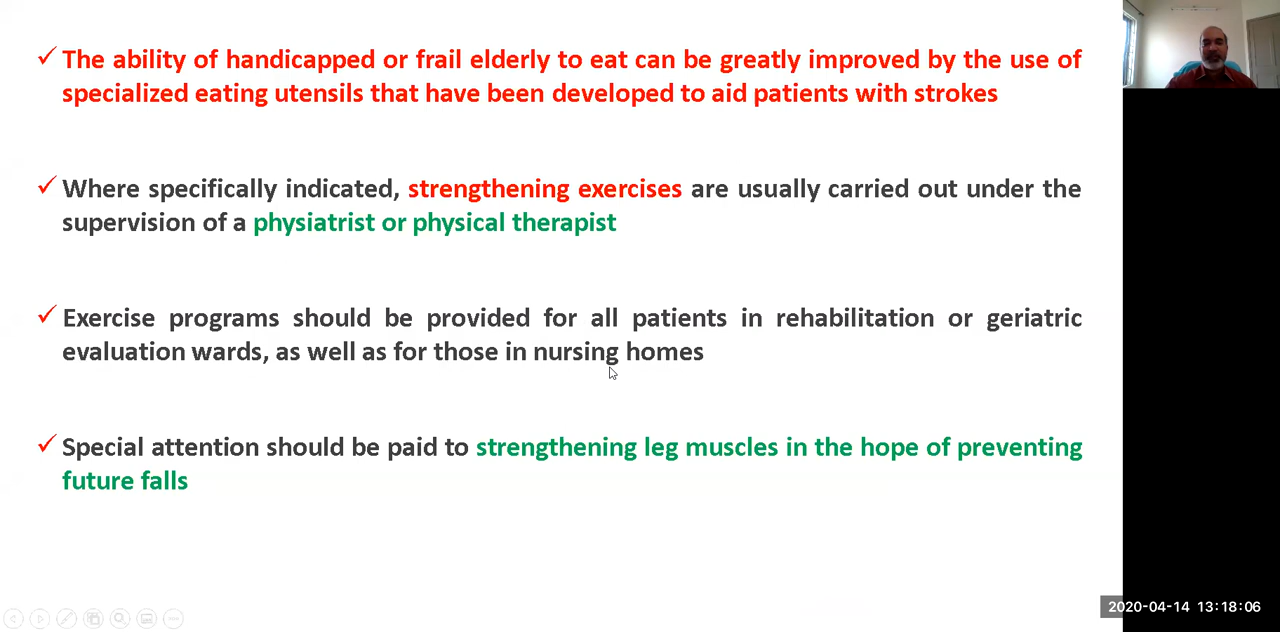 The ability of handicapped or frail elderly to eat can be greatly improved by the use of
specialized eating utensils that have been developed to aid patients with strokes
Where specifically indicated, strengthening exercises are usually carried out under the
supervision of a physiatrist or physical therapist
Exercise programs should be provided for all patients in rehabilitation or geriatric
evaluation wards, as well as for those in nursing homes
Special attention should be paid to strengthening leg muscles in the hope of preventing
future falls
2020-04-14 13:18:06